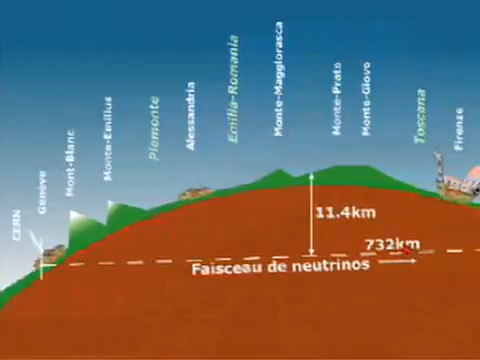 CERN
Genève
Mont-Blanc
Monte-Emilius
Piemonte
Alessandria
Emilia-Romania
Monte-Maggiorasca
Monte-Prato
Monte-Giovo
Toscana
Firenze
11.4km
732km
Faisceau de neutrinos